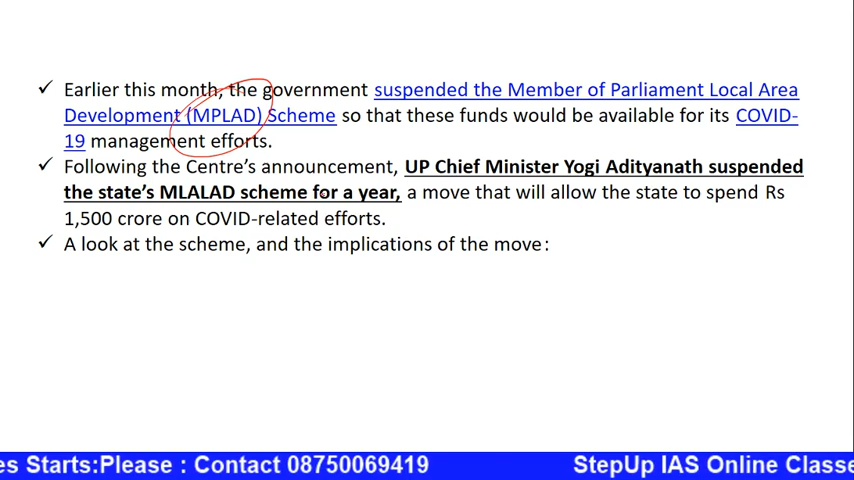 ✓ Earlier this month, the government suspended the Member of Parliament Local Area
Development (MPLAD) Scheme so that these funds would be available for its COVID-
19 management efforts.
✓ Following the Centre's announcement, UP Chief Minister Yogi Adityanath suspended
the state's MLALAD scheme for a year, a move that will allow the state to spend Rs
1,500 crore on COVID-related efforts.
✓ A look at the scheme, and the implications of the move:
es Starts:Please : Contact 08750069419 StepUp IAS Online Classe